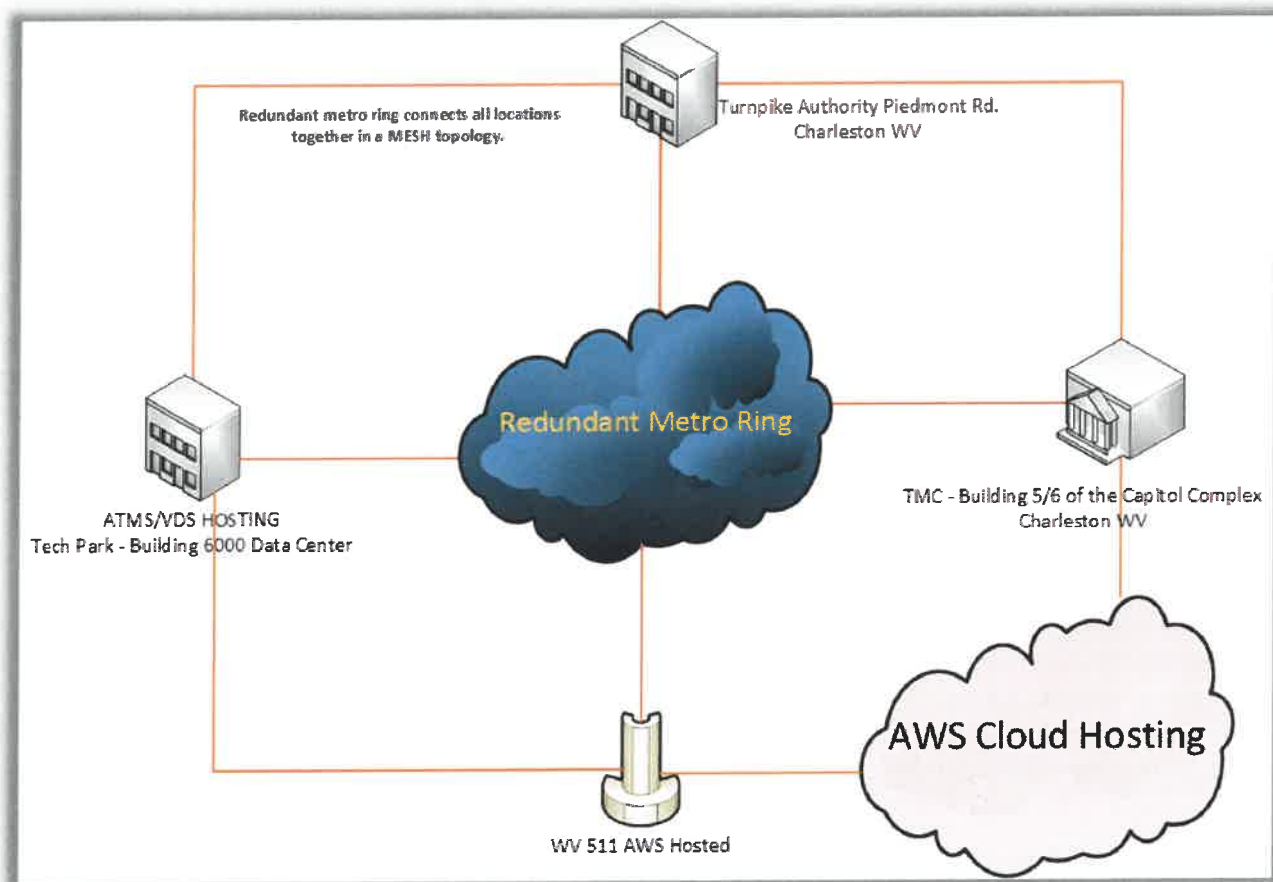 Redundant metro ring connects all locations
together in a MESH topology.
Turnpike Authority Piedmont Rd.
Charleston WV
Redundant Metro Ring
ATMS/VDS HOSTING
Tech Park - Building 6000 Data Center
TMC - Building 5/6 of the Capitol Complex
Charleston WV
AWS Cloud Hosting
WV 511 AWS Hosted